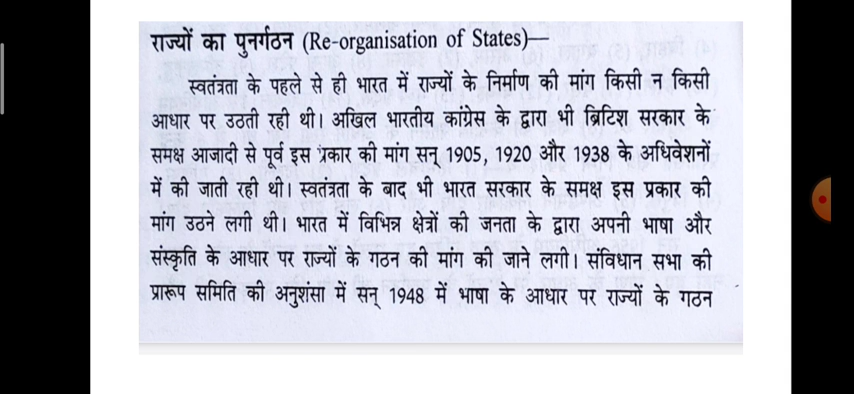 राज्यों का पुनर्गठन (Re-organisation of States)—
स्वतंत्रता के पहले से ही भारत में राज्यों के निर्माण की मांग किसी न किसी
आधार पर उठती रही थी। अखिल भारतीय कांग्रेस के द्वारा भी ब्रिटिश सरकार के
समक्ष आजादी से पूर्व इस प्रकार की मांग सन् 1905, 1920 और 1938 के अधिवेशनों
में की जाती रही थी। स्वतंत्रता के बाद भी भारत सरकार के समक्ष इस प्रकार की
मांग उठने लगी थी। भारत में विभिन्न क्षेत्रों की जनता के द्वारा अपनी भाषा और
संस्कृति के आधार पर राज्यों के गठन की मांग की जाने लगी। संविधान सभा की
प्रारूप समिति की अनुशंसा में सन् 1948 में भाषा के आधार पर राज्यों के गठन